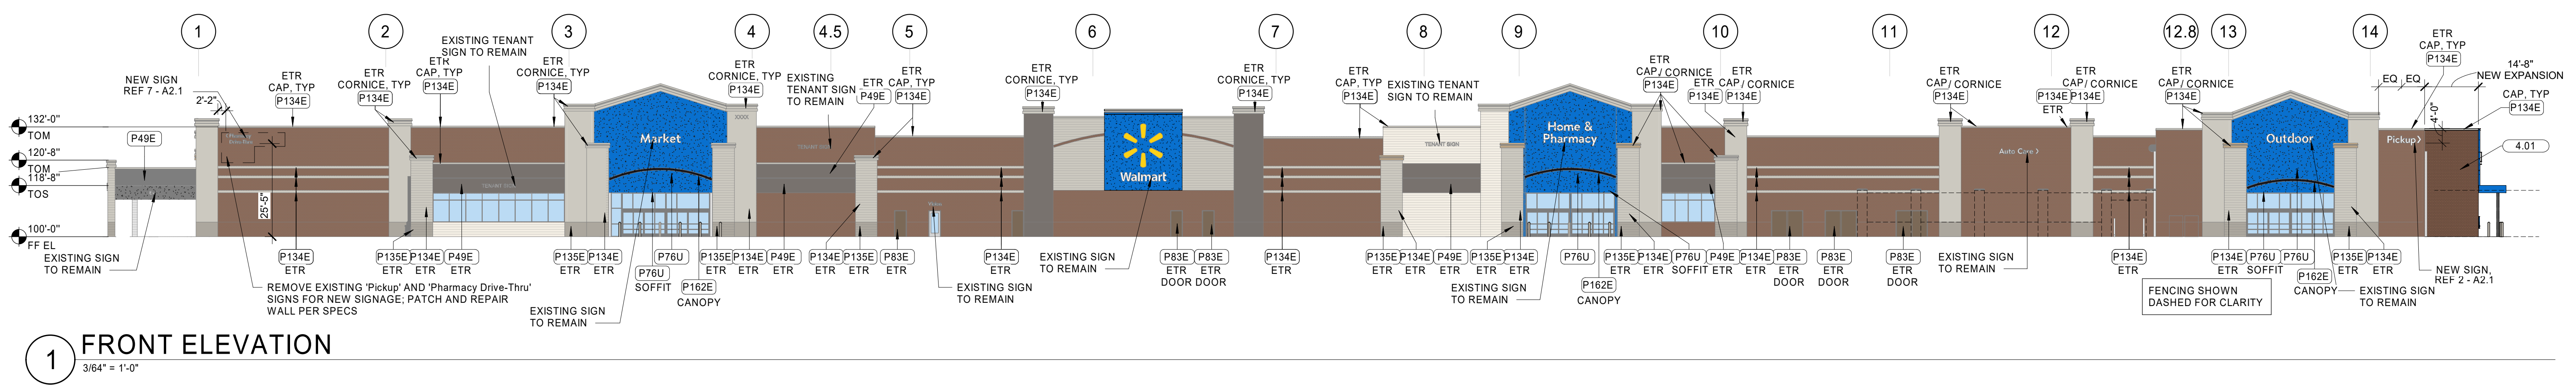 1
2
3
4
4.5
5
6
7
8
9
10
11
12
12.8
13
14
NEW SIGN
REF 7 - A2.1
2'-2"
ETR
CAP, TYP
P134E
ETR
CORNICE, TYP
P134E
EXISTING TENANT
SIGN TO REMAIN
ETR
CAP, TYP
P134E
ETR
CORNICE, TYP
P134E
ETR
CORNICE, TYP
P134E
EXISTING
TENANT SIGN
TO REMAIN
ETR
P49E
ETR
CAP, TYP
P134E
ETR
CORNICE, TYP
P134E
ETR
CORNICE, TYP
P134E
ETR
CAP, TYP
P134E
EXISTING TENANT
SIGN TO REMAIN
ETR
CAP / CORNICE
P134E
ETR
P134E
ETR
CAP / CORNICE
P134E
ETR
CAP / CORNICE
P134E
P134E
ETR
ETR
CAP / CORNICE
P134E
ETR
CAP / CORNICE
P134E
ETR
CAP, TYP
P134E
EQ
EQ
14'-8"
NEW EXPANSION
CAP, TYP
P134E
4'-0"
4.01
132'-0"
TOM
120'-8"
TOM
118'-8"
TOS
100'-0"
FF EL
P49E
25'-5"
TENANT SIGN
Market
XXXX
TENANT SIGN
Walmart
TENANT SIGN
Home &
Pharmacy
Auto Care
Outdoor
Pickup
EXISTING SIGN
TO REMAIN
P134E
ETR
REMOVE EXISTING 'Pickup' AND 'Pharmacy Drive-Thru'
SIGNS FOR NEW SIGNAGE; PATCH AND REPAIR
WALL PER SPECS
P135E
ETR
P134E
ETR
P49E
ETR
P135E
ETR
P134E
ETR
EXISTING SIGN
TO REMAIN
P76U
SOFFIT
P76U
P162E
CANOPY
P135E
ETR
P134E
ETR
P49E
ETR
P134E
ETR
P135E
ETR
P83E
ETR
EXISTING SIGN
TO REMAIN
P134E
ETR
EXISTING SIGN
TO REMAIN
P83E
ETR
DOOR
P83E
ETR
DOOR
P134E
ETR
P135E
ETR
P134E
ETR
P49E
ETR
P135E
ETR
P134E
ETR
EXISTING SIGN
TO REMAIN
P76U
P162E
CANOPY
P135E
ETR
P134E
ETR
P76U
SOFFIT
P49E
ETR
P134E
ETR
P83E
ETR
DOOR
P83E
ETR
DOOR
P83E
ETR
DOOR
EXISTING SIGN
TO REMAIN
P134E
ETR
FENCING SHOWN
DASHED FOR CLARITY
P134E
ETR
P76U
SOFFIT
P76U
P162E
CANOPY
P135E
ETR
P134E
ETR
EXISTING SIGN
TO REMAIN
NEW SIGN,
REF 2 - A2.1
1
FRONT ELEVATION
3/64" = 1'-0"